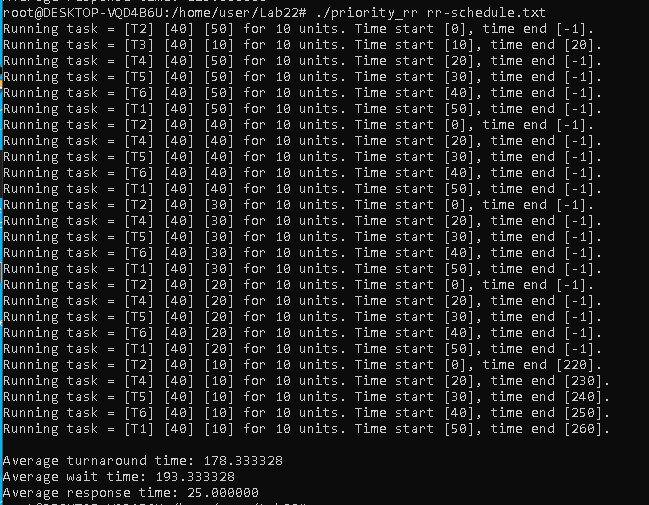 root@DESKTOP-VQD4B6U:/home/user/Lab22# ./priority_rr rr-schedule.txt
Running task = [T2] [40] [50] for 10 units. Time start [0], time end [-1].
Running task = [T3] [40] [10] for 10 units. Time start [10], time end [20].
Running task = [T4] [40] [50] for 10 units. Time start [20], time end [-1].
Running task = [T5] [40] [50] for 10 units. Time start [30], time end [-1].
Running task = [T6] [40] [50] for 10 units. Time start [40], time end [-1].
Running task = [T1] [40] [50] for 10 units. Time start [50], time end [-1].
Running task = [T2] [40] [40] for 10 units. Time start [0], time end [-1].
Running task = [T4] [40] [40] for 10 units. Time start [20], time end [-1].
Running task = [T5] [40] [40] for 10 units. Time start [30], time end [-1].
Running task = [T6] [40] [40] for 10 units. Time start [40], time end [-1].
Running task = [T1] [40] [40] for 10 units. Time start [50], time end [-1].
Running task = [T2] [40] [30] for 10 units. Time start [0], time end [-1].
Running task = [T4] [40] [30] for 10 units. Time start [20], time end [-1].
Running task = [T5] [40] [30] for 10 units. Time start [30], time end [-1].
Running task = [T6] [40] [30] for 10 units. Time start [40], time end [-1].
Running task = [T1] [40] [30] for 10 units. Time start [50], time end [-1].
Running task = [T2] [40] [20] for 10 units. Time start [0], time end [-1].
Running task = [T4] [40] [20] for 10 units. Time start [20], time end [-1].
Running task = [T5] [40] [20] for 10 units. Time start [30], time end [-1].
Running task = [T6] [40] [20] for 10 units. Time start [40], time end [-1].
Running task = [T1] [40] [20] for 10 units. Time start [50], time end [-1].
Running task = [T2] [40] [10] for 10 units. Time start [0], time end [220].
Running task = [T4] [40] [10] for 10 units. Time start [20], time end [230].
Running task = [T5] [40] [10] for 10 units. Time start [30], time end [240].
Running task = [T6] [40] [10] for 10 units. Time start [40], time end [250].
Running task = [T1] [40] [10] for 10 units. Time start [50], time end [260].
Average turnaround time: 178.333328
Average wait time: 193.333328
Average response time: 25.000000